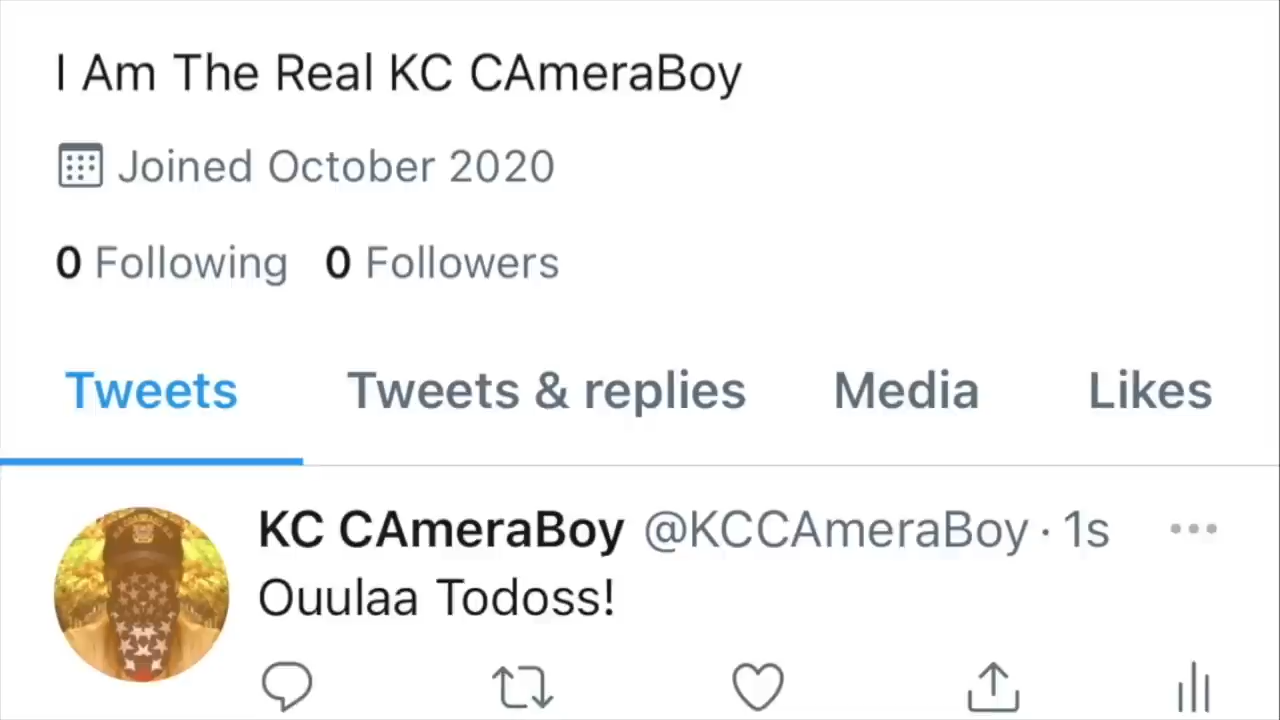 I Am The Real KC CAmeraBoy
Joined October 2020
0 Following 0 Followers
Tweets Tweets & replies Media Likes
KC CAmeraBoy @KCCAmeraBoy · 1s
Ouulaa Todoss!